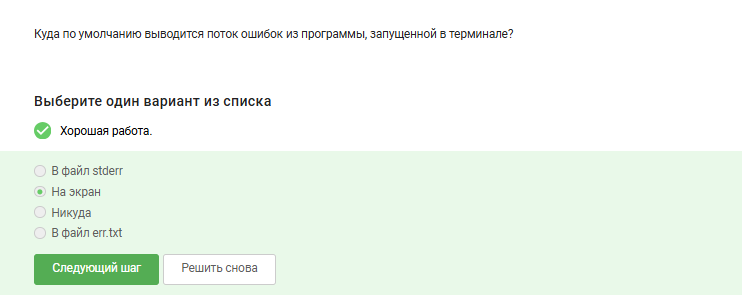 Куда по умолчанию выводится поток ошибок из программы, запущенной в терминале?
Выберите один вариант из списка
Хорошая работа.
В файл stderr
На экран
Никуда
В файл err.txt
Следующий шаг
Решить снова